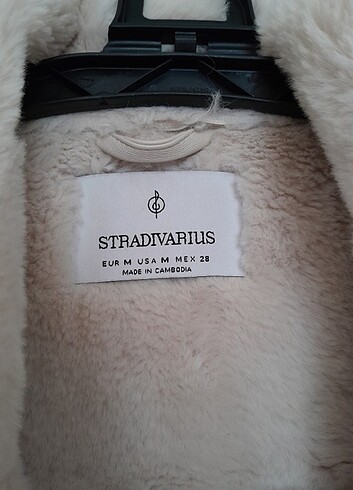 STRADIVARIUS
EUR M USA M MEX 28
MADE IN CAMBODIA